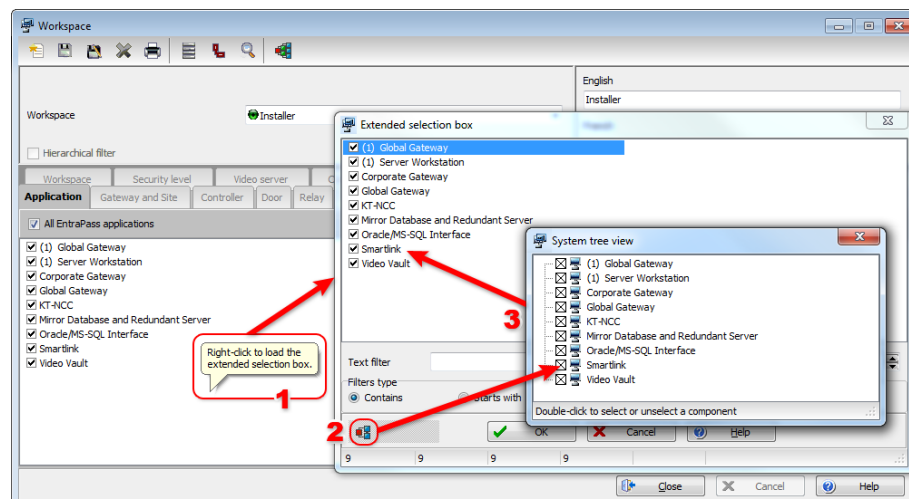 Workspace
English
Installer
Workspace
Installer
Hierarchical filter
Workspace
Security level
Video server
Application
Gateway and Site
Controller
Door
Relay
All EntraPass applications
(1) Global Gateway
(1) Server Workstation
Corporate Gateway
Global Gateway
KT-NCC
Mirror Database and Redundant Server
Oracle/MS-SQL Interface
Smartlink
Video Vault
Right-click to load the
extended selection box.
1
Extended selection box
(1) Global Gateway
(1) Server Workstation
Corporate Gateway
Global Gateway
KT-NCC
Mirror Database and Redundant Server
Oracle/MS-SQL Interface
Smartlink
Video Vault
3
Text filter
Filters type
Contains
Starts with
2
OK
Cancel
Help
9
9
9
9
System tree view
(1) Global Gateway
(1) Server Workstation
Corporate Gateway
Global Gateway
KT-NCC
Mirror Database and Redundant Server
Oracle/MS-SQL Interface
Smartlink
Video Vault
Double-click to select or unselect a component
Close
Cancel
Help